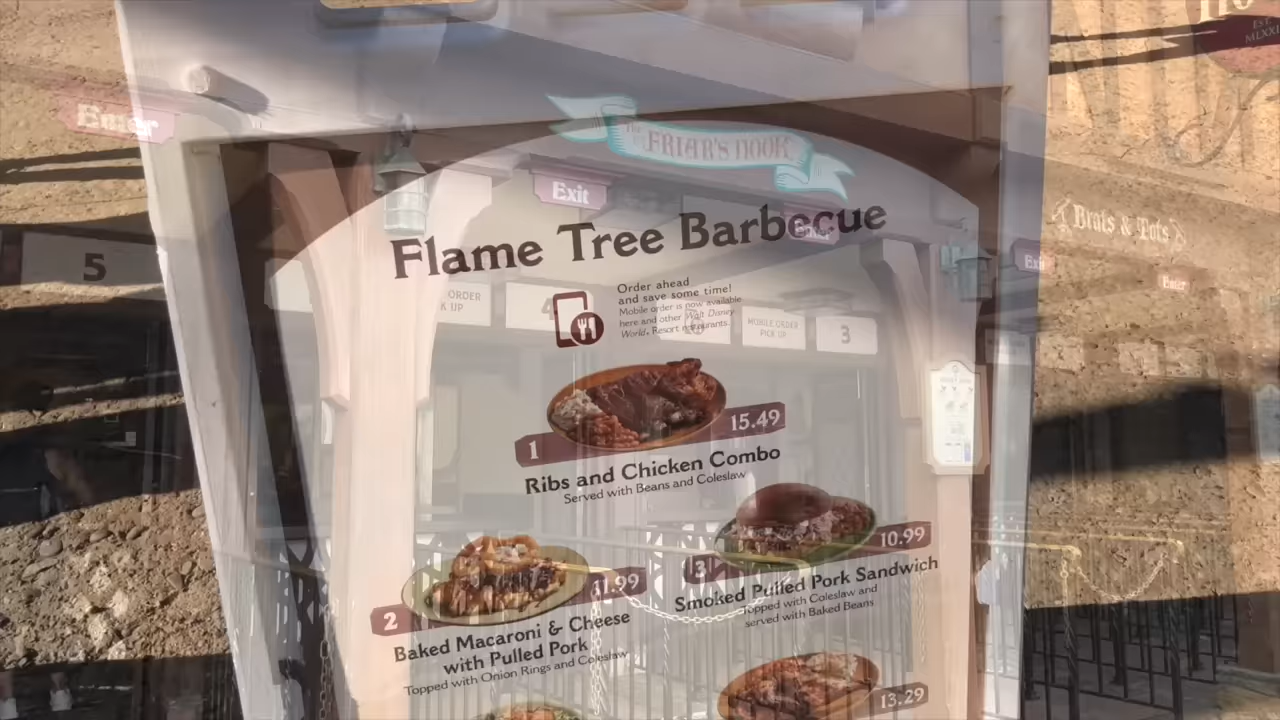 Enter
The
FRIAR'S NOOK
Exit
Flame Tree Barbecue
Enter
Brats & Tots
Exit
Enter
5
ORDER
K UP
4
Order ahead
and save some time!
Mobile order is now available
here and other Walt Disney
World® Resort restaurants.
MOBILE ORDER
PICK UP
3
15.49
1
Ribs and Chicken Combo
Served with Beans and Coleslaw
10.99
3
Smoked Pulled Pork Sandwich
Topped with Coleslaw and
served with Baked Beans
11.99
2
Baked Macaroni & Cheese
with Pulled Pork
Topped with Onion Rings and Coleslaw
13.29